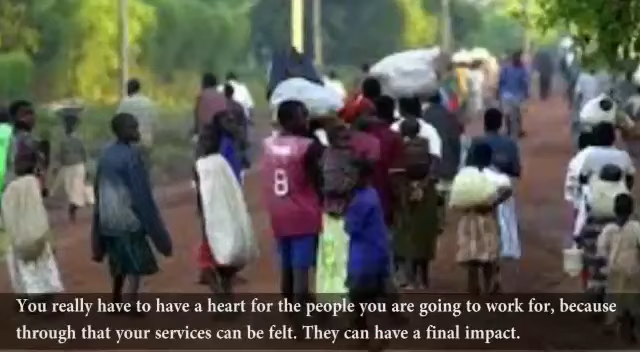 8
You really have to have a heart for the people you are going to work for, because
through that your services can be felt. They can have a final impact.